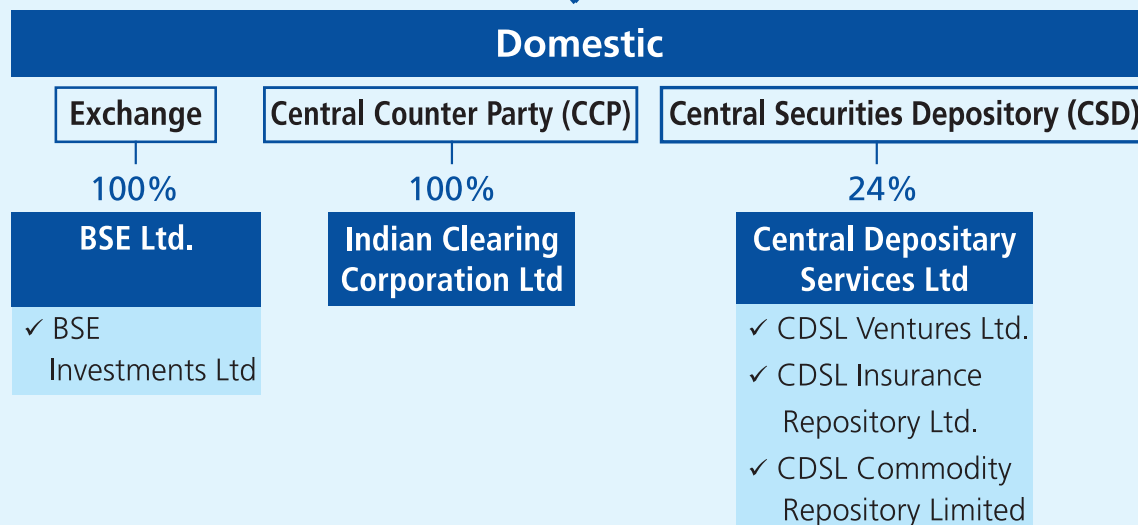 Domestic
Exchange
Central Counter Party (CCP)
Central Securities Depository (CSD)
100%
100%
24%
BSE Ltd.
Indian Clearing
Corporation Ltd
Central Depositary
Services Ltd
✓ BSE
Investments Ltd
✓ CDSL Ventures Ltd.
✓ CDSL Insurance
Repository Ltd.
✓ CDSL Commodity
Repository Limited